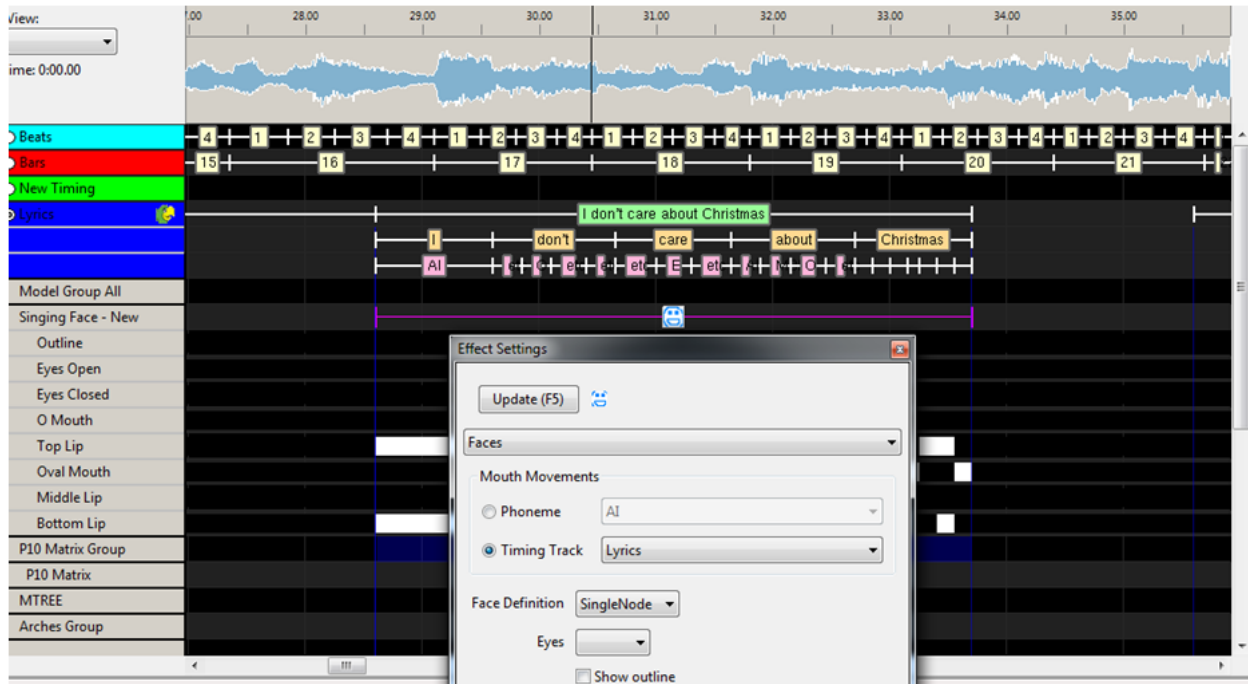 View:
7.00 28.00 29.00 30.00 31.00 32.00 33.00 34.00 35.00
ime: 0:00.00
Beats 4 1 2 3 4 1 2 3 4 1 2 3 4 1 2 3 4 1 2 3 4 1 2 3 4
Bars 15 16 17 18 19 20 21
New Timing
Lyrics I don't care about Christmas
I don't care about Christmas
AI etc E etc O
Model Group All
Singing Face - New
Outline
Eyes Open
Eyes Closed
O Mouth
Top Lip
Oval Mouth
Middle Lip
Bottom Lip
P10 Matrix Group
P10 Matrix
MTREE
Arches Group
Effect Settings
Update (F5)
Faces
Mouth Movements
Phoneme AI
Timing Track Lyrics
Face Definition SingleNode
Eyes
Show outline